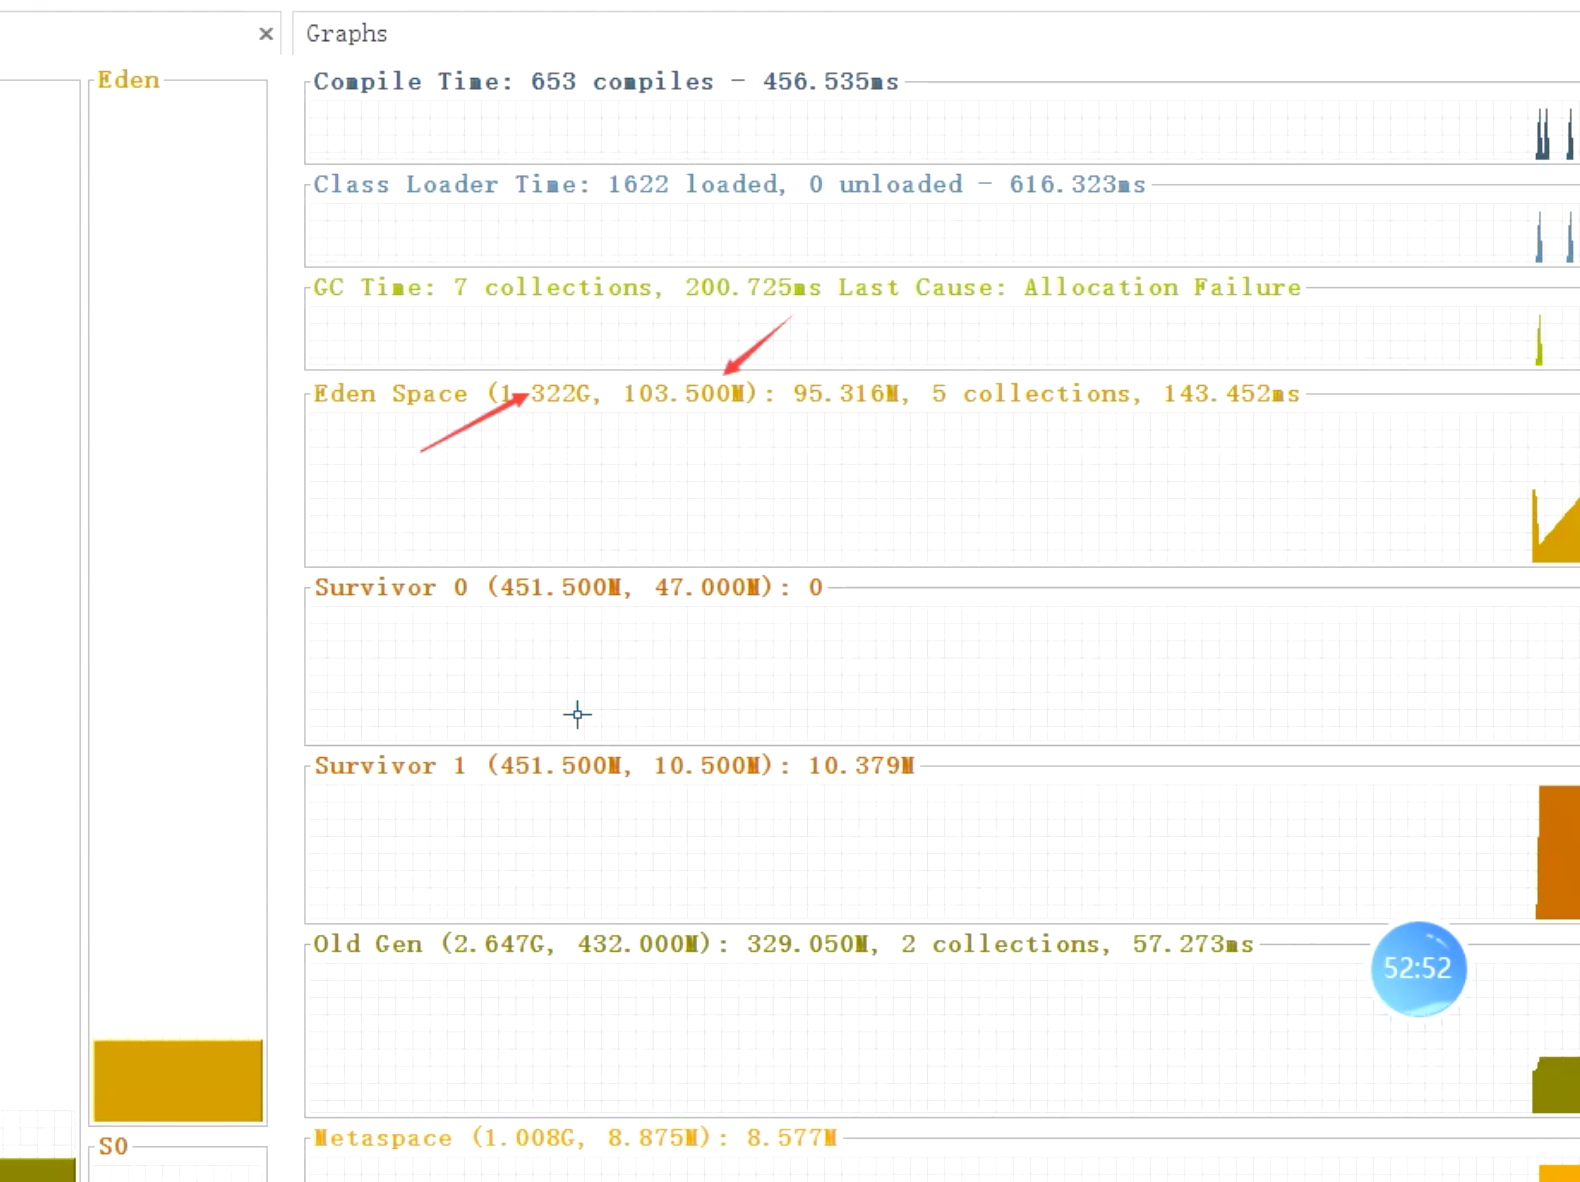 Graphs
Eden
Compile Time: 653 compiles - 456.535ms
Class Loader Time: 1622 loaded, 0 unloaded - 616.323ms
GC Time: 7 collections, 200.725ms Last Cause: Allocation Failure
Eden Space (1.322G, 103.500M): 95.316M, 5 collections, 143.452ms
Survivor 0 (451.500M, 47.000M): 0
Survivor 1 (451.500M, 10.500M): 10.379M
Old Gen (2.647G, 432.000M): 329.050M, 2 collections, 57.273ms
52:52
Metaspace (1.008G, 8.875M): 8.577M
S0